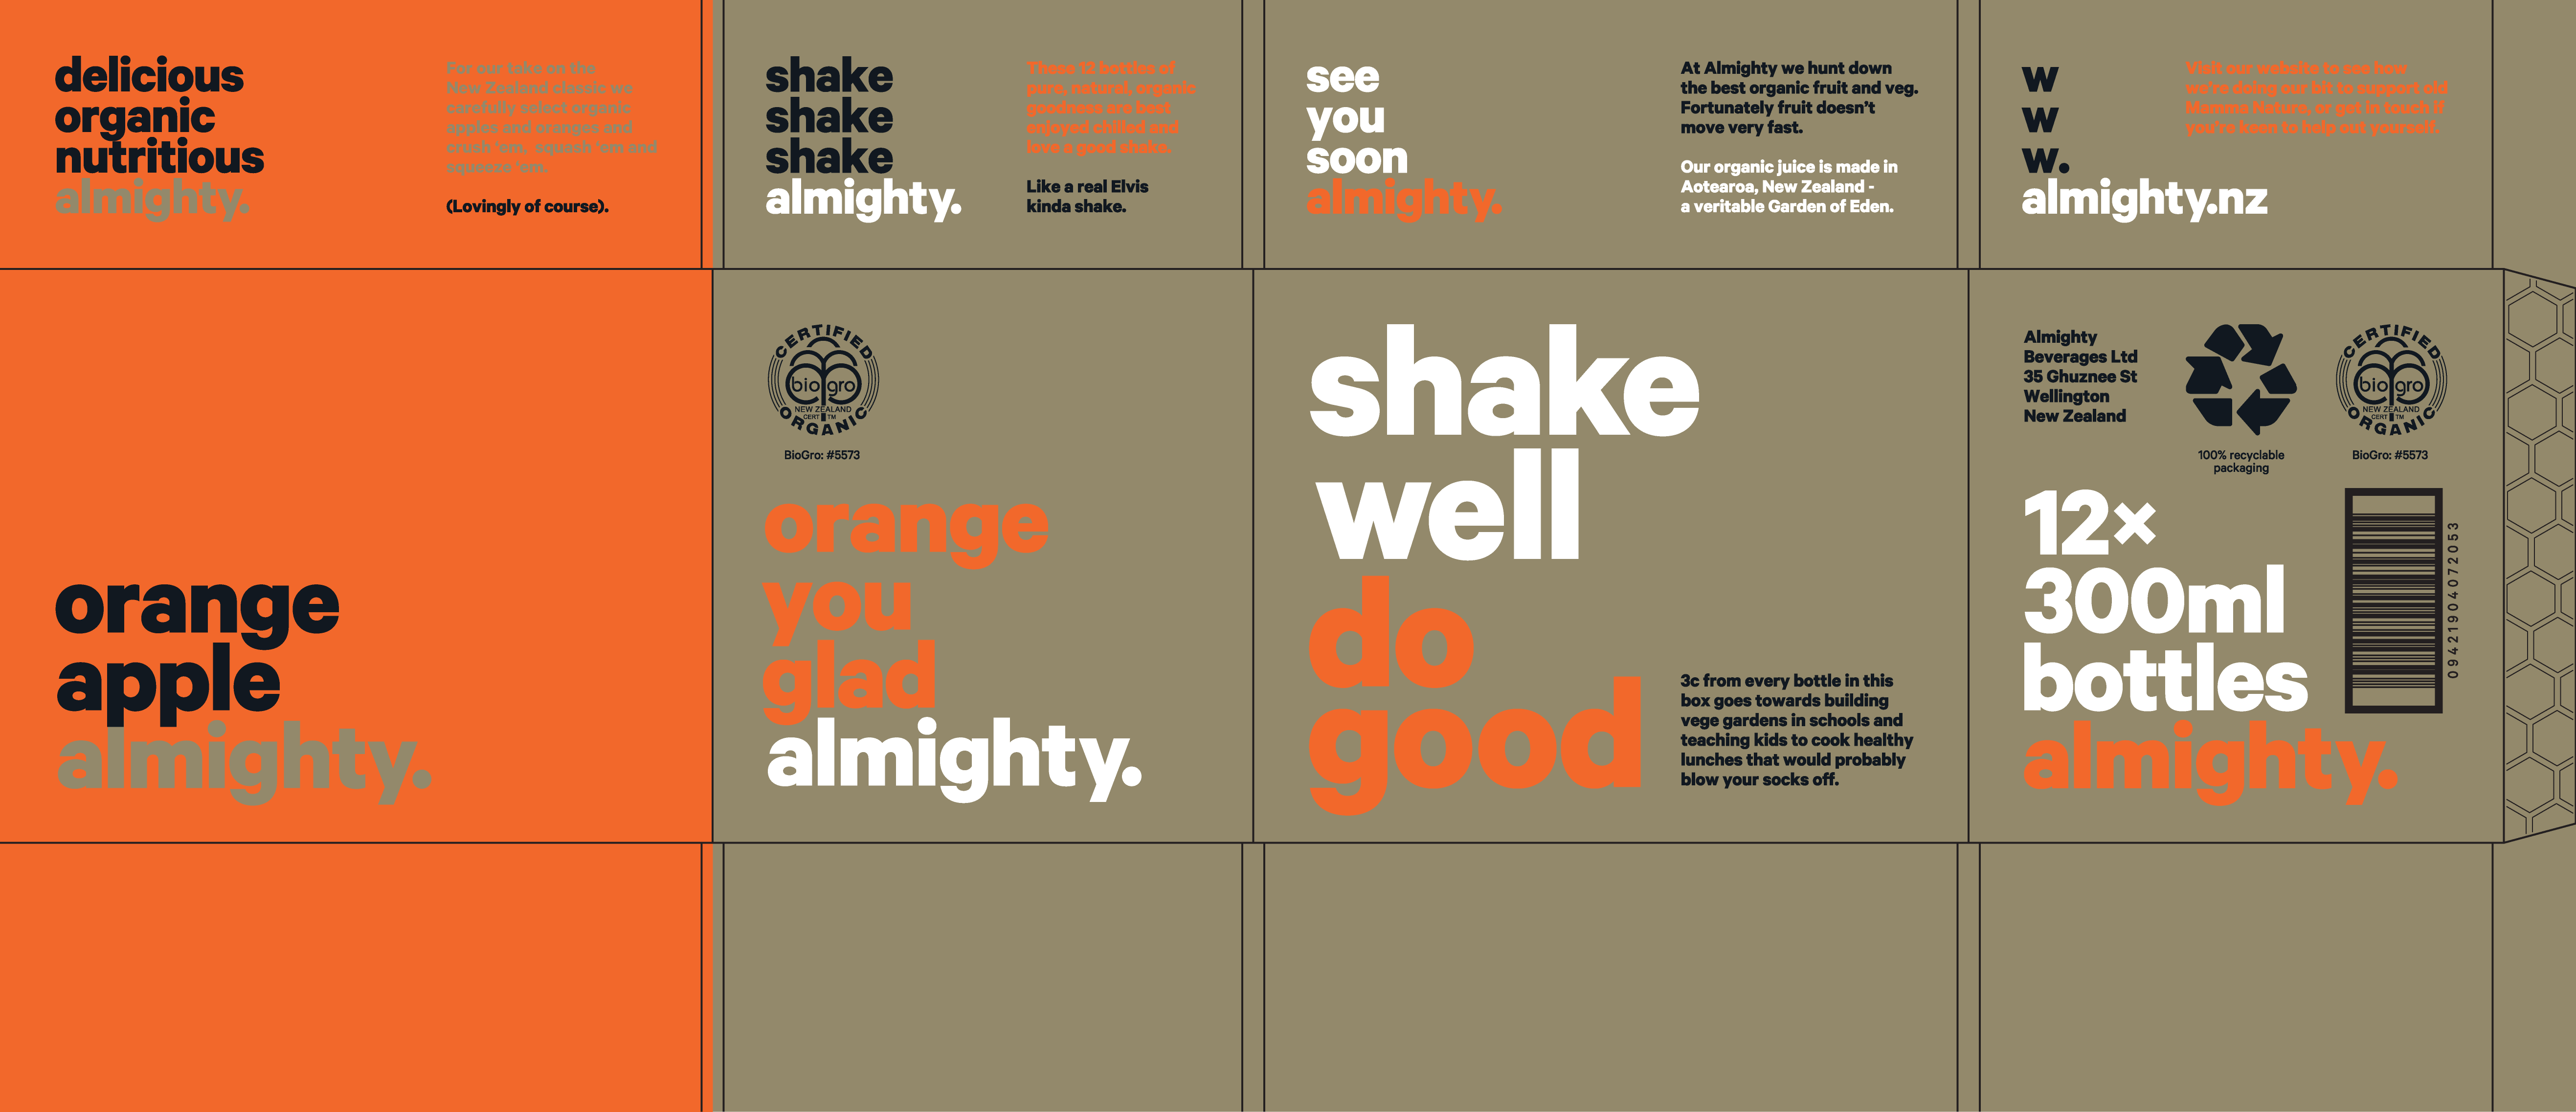 delicious
organic
nutritious
almighty.
For our take on the
New Zealand classic we
carefully select organic
apples and oranges and
crush ‘em, squash ‘em and
squeeze ‘em.
(Lovingly of course).
shake
shake
shake
almighty.
These 12 bottles of
pure, natural, organic
goodness are best
enjoyed chilled and
love a good shake.
Like a real Elvis
kinda shake.
see
you
soon
almighty.
At Almighty we hunt down
the best organic fruit and veg.
Fortunately fruit doesn’t
move very fast.
Our organic juice is made in
Aotearoa, New Zealand -
a veritable Garden of Eden.
w
w
w.
almighty.nz
Visit our website to see how
we’re doing our bit to support old
Mamma Nature, or get in touch if
you’re keen to help out yourself.
orange
apple
almighty.
CERTIFIED
bio gro
NEW ZEALAND
CERT TM
ORGANIC
BioGro: #5573
orange
you
glad
almighty.
shake
well
do
good
3c from every bottle in this
box goes towards building
vege gardens in schools and
teaching kids to cook healthy
lunches that would probably
blow your socks off.
Almighty
Beverages Ltd
35 Ghuznee St
Wellington
New Zealand
100% recyclable
packaging
CERTIFIED
bio gro
NEW ZEALAND
CERT TM
ORGANIC
BioGro: #5573
12×
300ml
bottles
almighty.
09421904072053